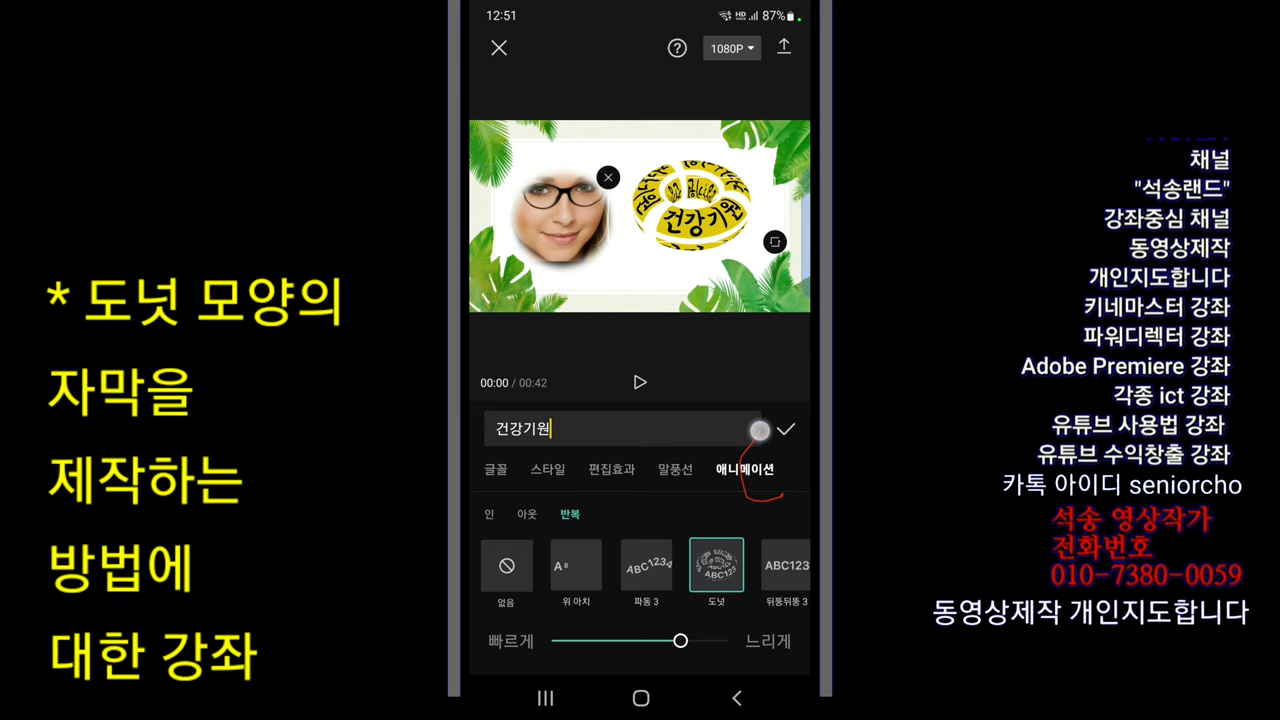 * 도넛 모양의
자막을
제작하는
방법에
대한 강좌
12:51
HD
87%
1080P
건강기원
00:00 / 00:42
건강기원
글꼴 스타일 편집효과 말풍선 애니메이션
인 아웃 반복
없음
AB
위 아치
ABC1234
파동 3
ABC123
도넛
ABC123
뒤뚱뒤뚱 3
빠르게 느리게
채널
"석송랜드"
강좌중심 채널
동영상제작
개인지도합니다
키네마스터 강좌
파워디렉터 강좌
Adobe Premiere 강좌
각종 ict 강좌
유튜브 사용법 강좌
유튜브 수익창출 강좌
카톡 아이디 seniorcho
석송 영상작가
전화번호
010-7380-0059
동영상제작 개인지도합니다